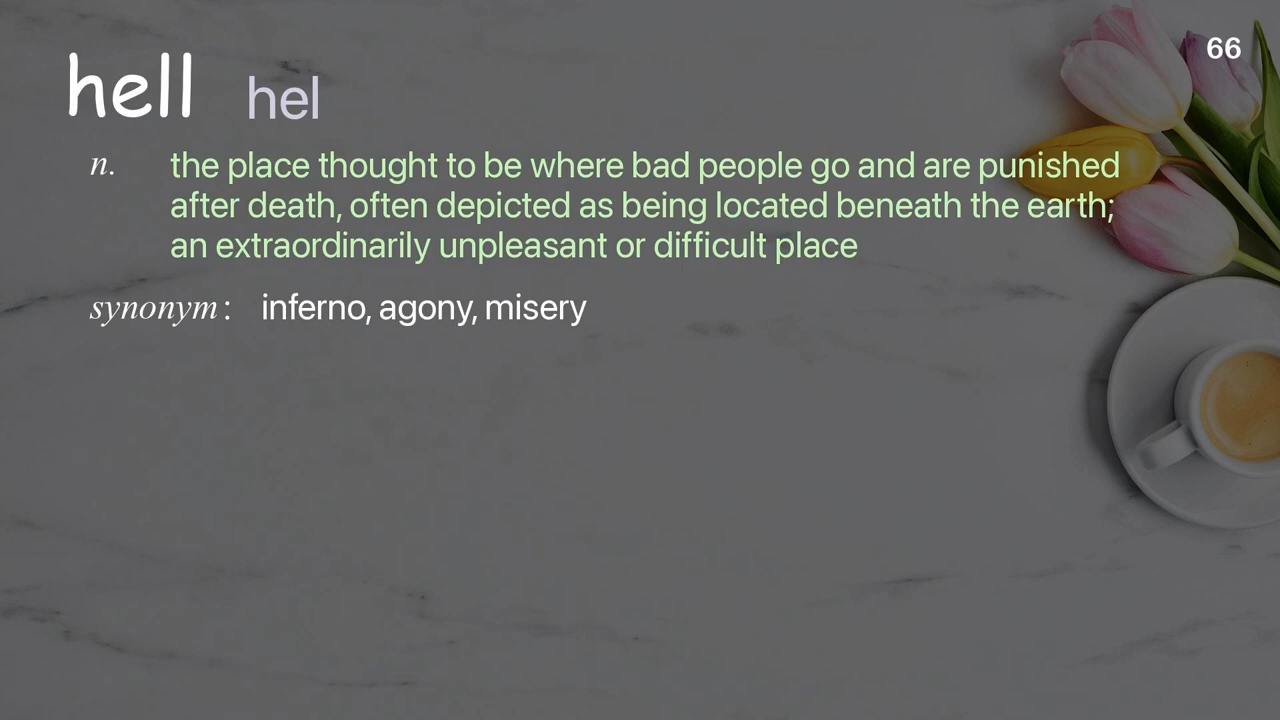 66
hell hel
n. the place thought to be where bad people go and are punished
after death, often depicted as being located beneath the earth;
an extraordinarily unpleasant or difficult place
synonym: inferno, agony, misery